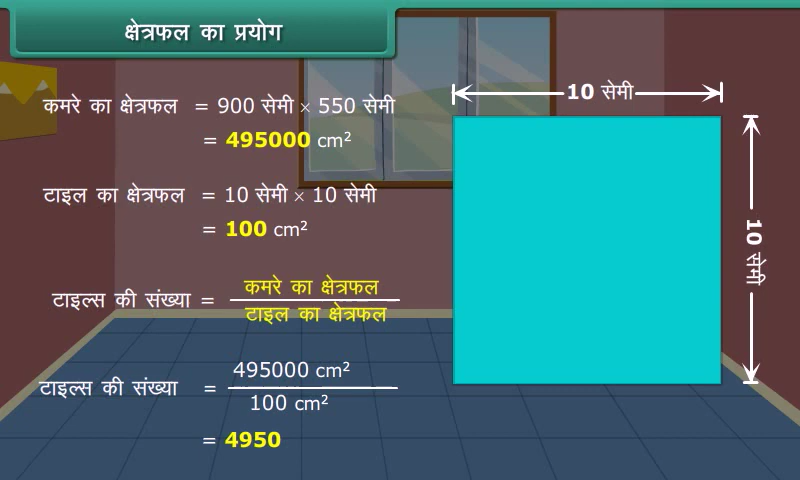 क्षेत्रफल का प्रयोग
कमरे का क्षेत्रफल = 900 सेमी × 550 सेमी
= 495000 cm²
टाइल का क्षेत्रफल = 10 सेमी × 10 सेमी
= 100 cm²
टाइल्स की संख्या = कमरे का क्षेत्रफल
टाइल का क्षेत्रफल
टाइल्स की संख्या = 495000 cm²
100 cm²
= 4950
10 सेमी
10 सेमी